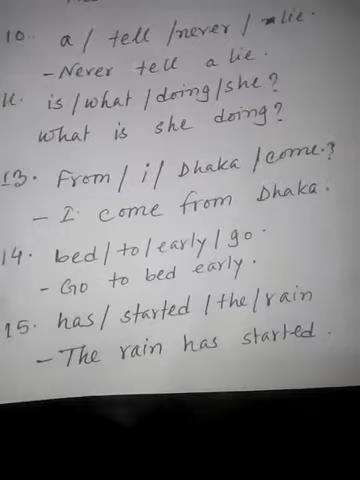 10. a / tell / never / lie.
- Never tell a lie.
11. is / what / doing / she?
What is she doing?
13. From / i / Dhaka / come.?
- I come from Dhaka.
14. bed / to / early / go.
- Go to bed early.
15. has / started / the / rain
- The rain has started.